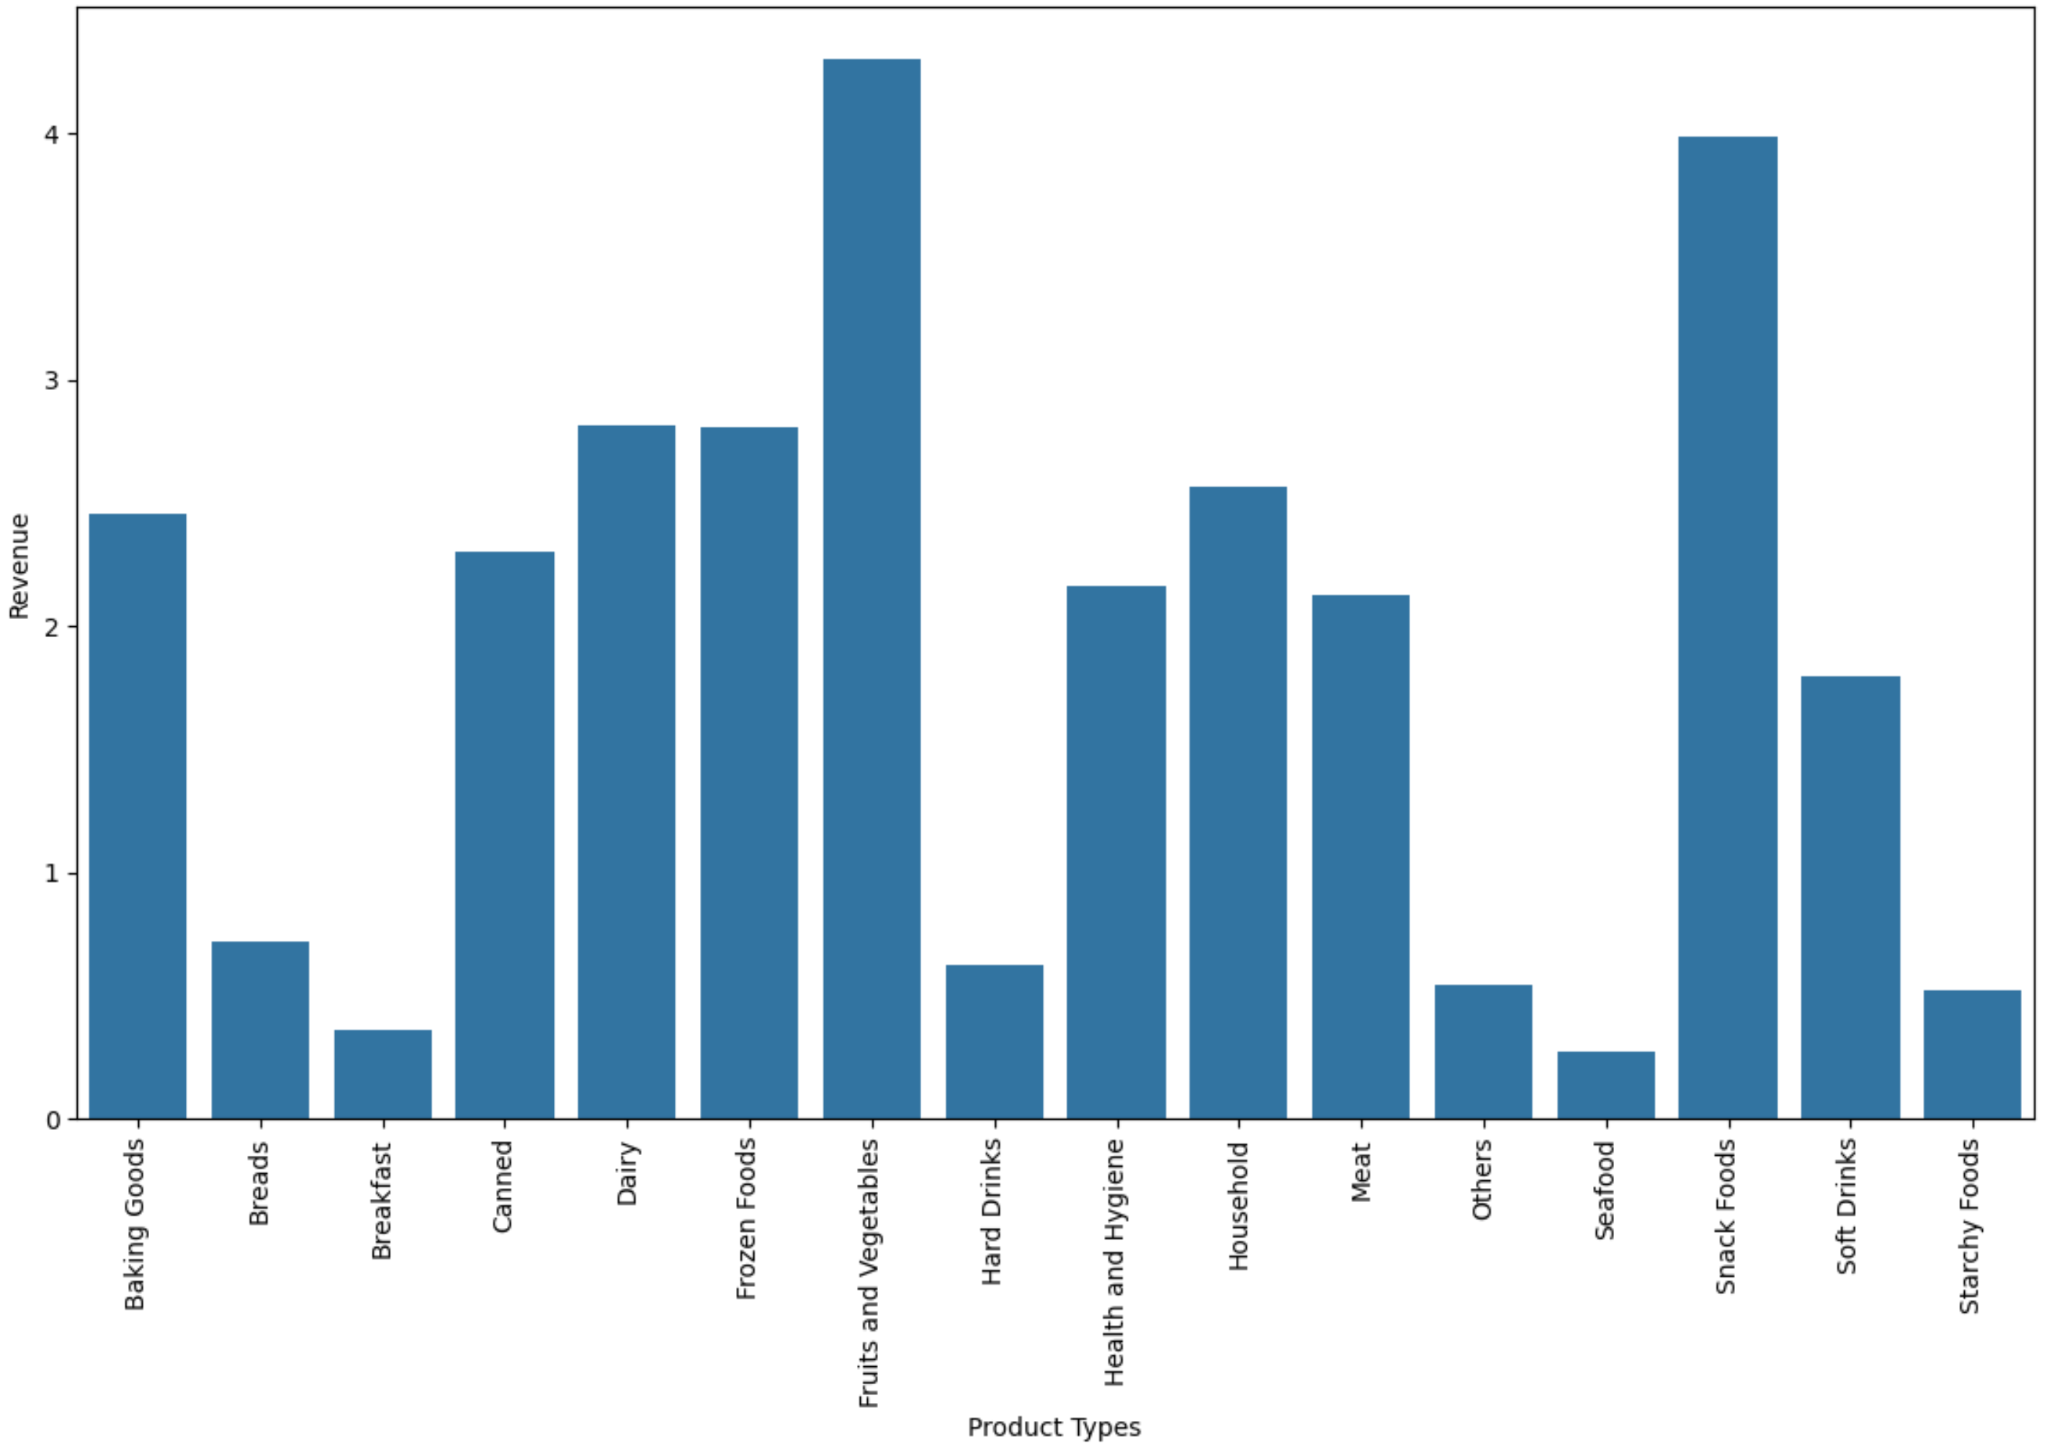 4
3
2
1
0
Revenue
Baking Goods
Breads
Breakfast
Canned
Dairy
Frozen Foods
Fruits and Vegetables
Hard Drinks
Health and Hygiene
Household
Meat
Others
Seafood
Snack Foods
Soft Drinks
Starchy Foods
Product Types